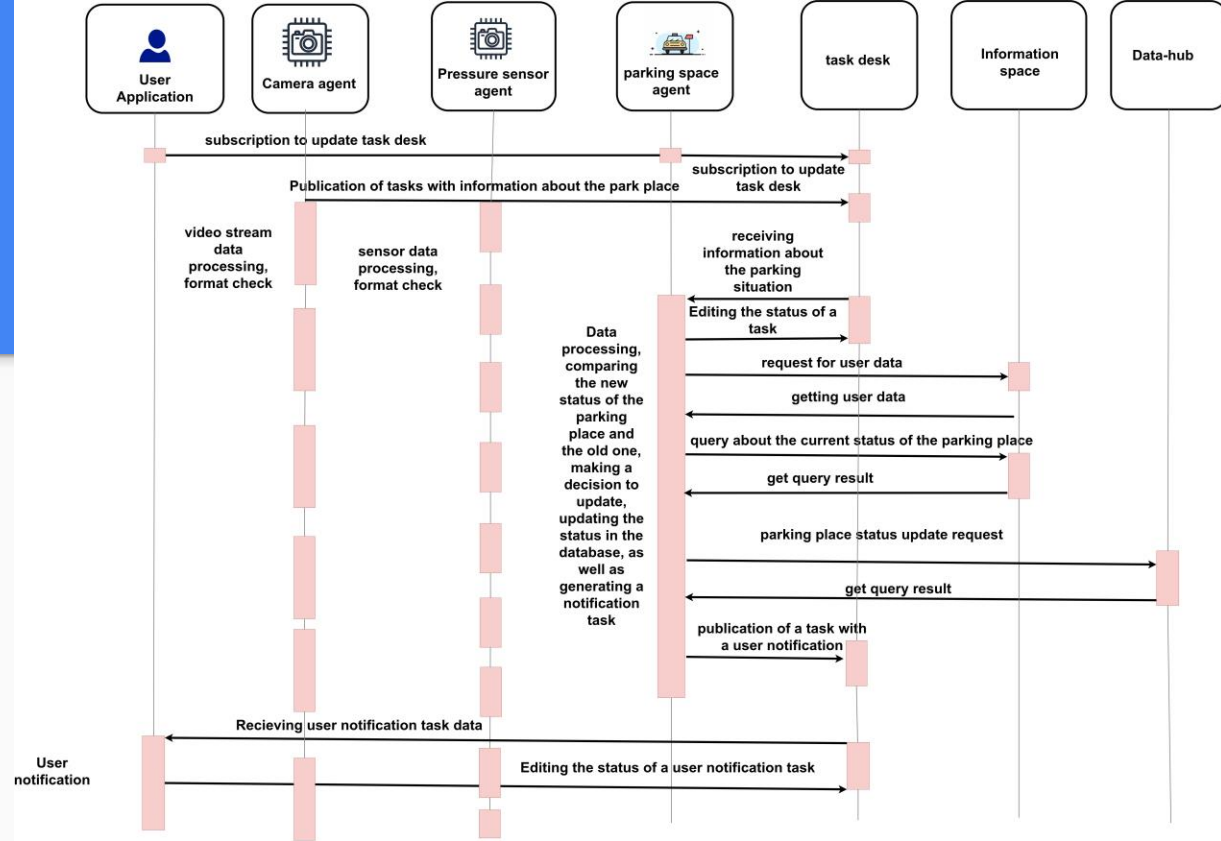 User
Application
Camera agent
Pressure sensor
agent
parking space
agent
task desk
Information
space
Data-hub
subscription to update task desk
subscription to update
task desk
Publication of tasks with information about the park place
video stream
data
processing,
format check
sensor data
processing,
format check
receiving
information about
the parking
situation
Editing the status of a
task
Data
processing,
comparing
the new
status of the
parking
place and
the old one,
making a
decision to
update,
updating the
status in the
database, as
well as
generating a
notification
task
request for user data
getting user data
query about the current status of the parking place
get query result
parking place status update request
get query result
publication of a task with
a user notification
Recieving user notification task data
User
notification
Editing the status of a user notification task